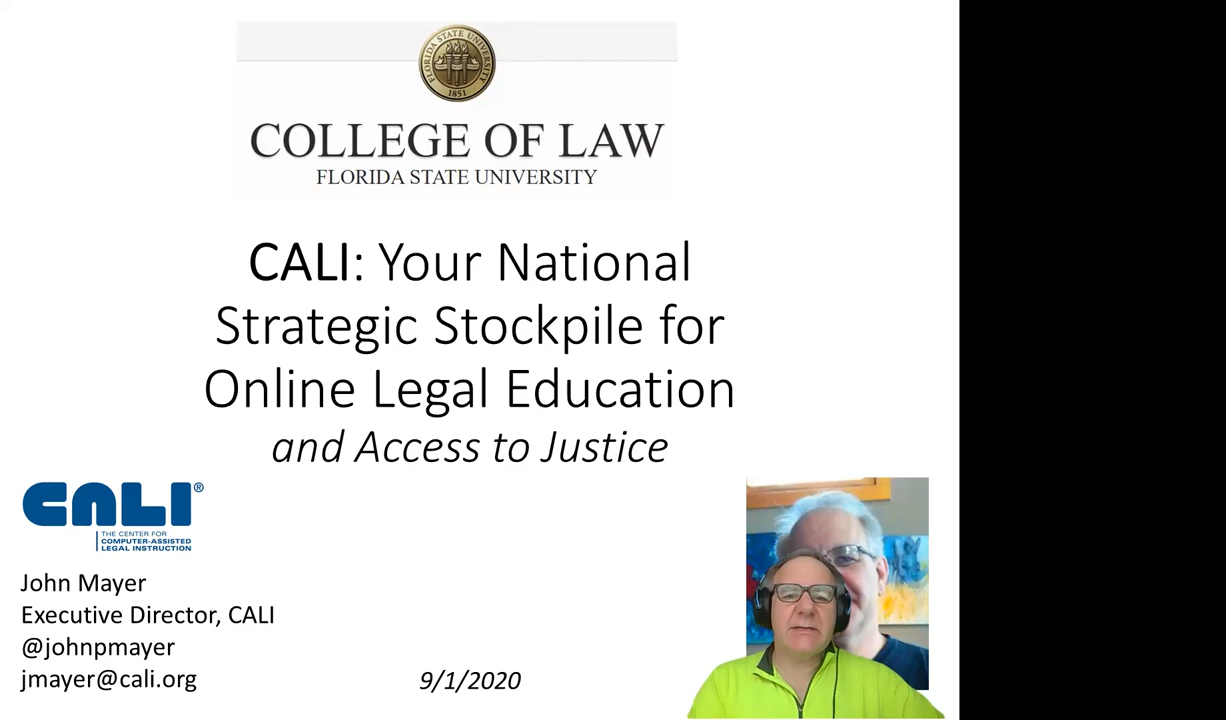 FLORIDA STATE UNIVERSITY
1851
COLLEGE OF LAW
FLORIDA STATE UNIVERSITY
CALI: Your National
Strategic Stockpile for
Online Legal Education
and Access to Justice
CALI®
THE CENTER FOR
COMPUTER-ASSISTED
LEGAL INSTRUCTION
John Mayer
Executive Director, CALI
@johnpmayer
jmayer@cali.org
9/1/2020